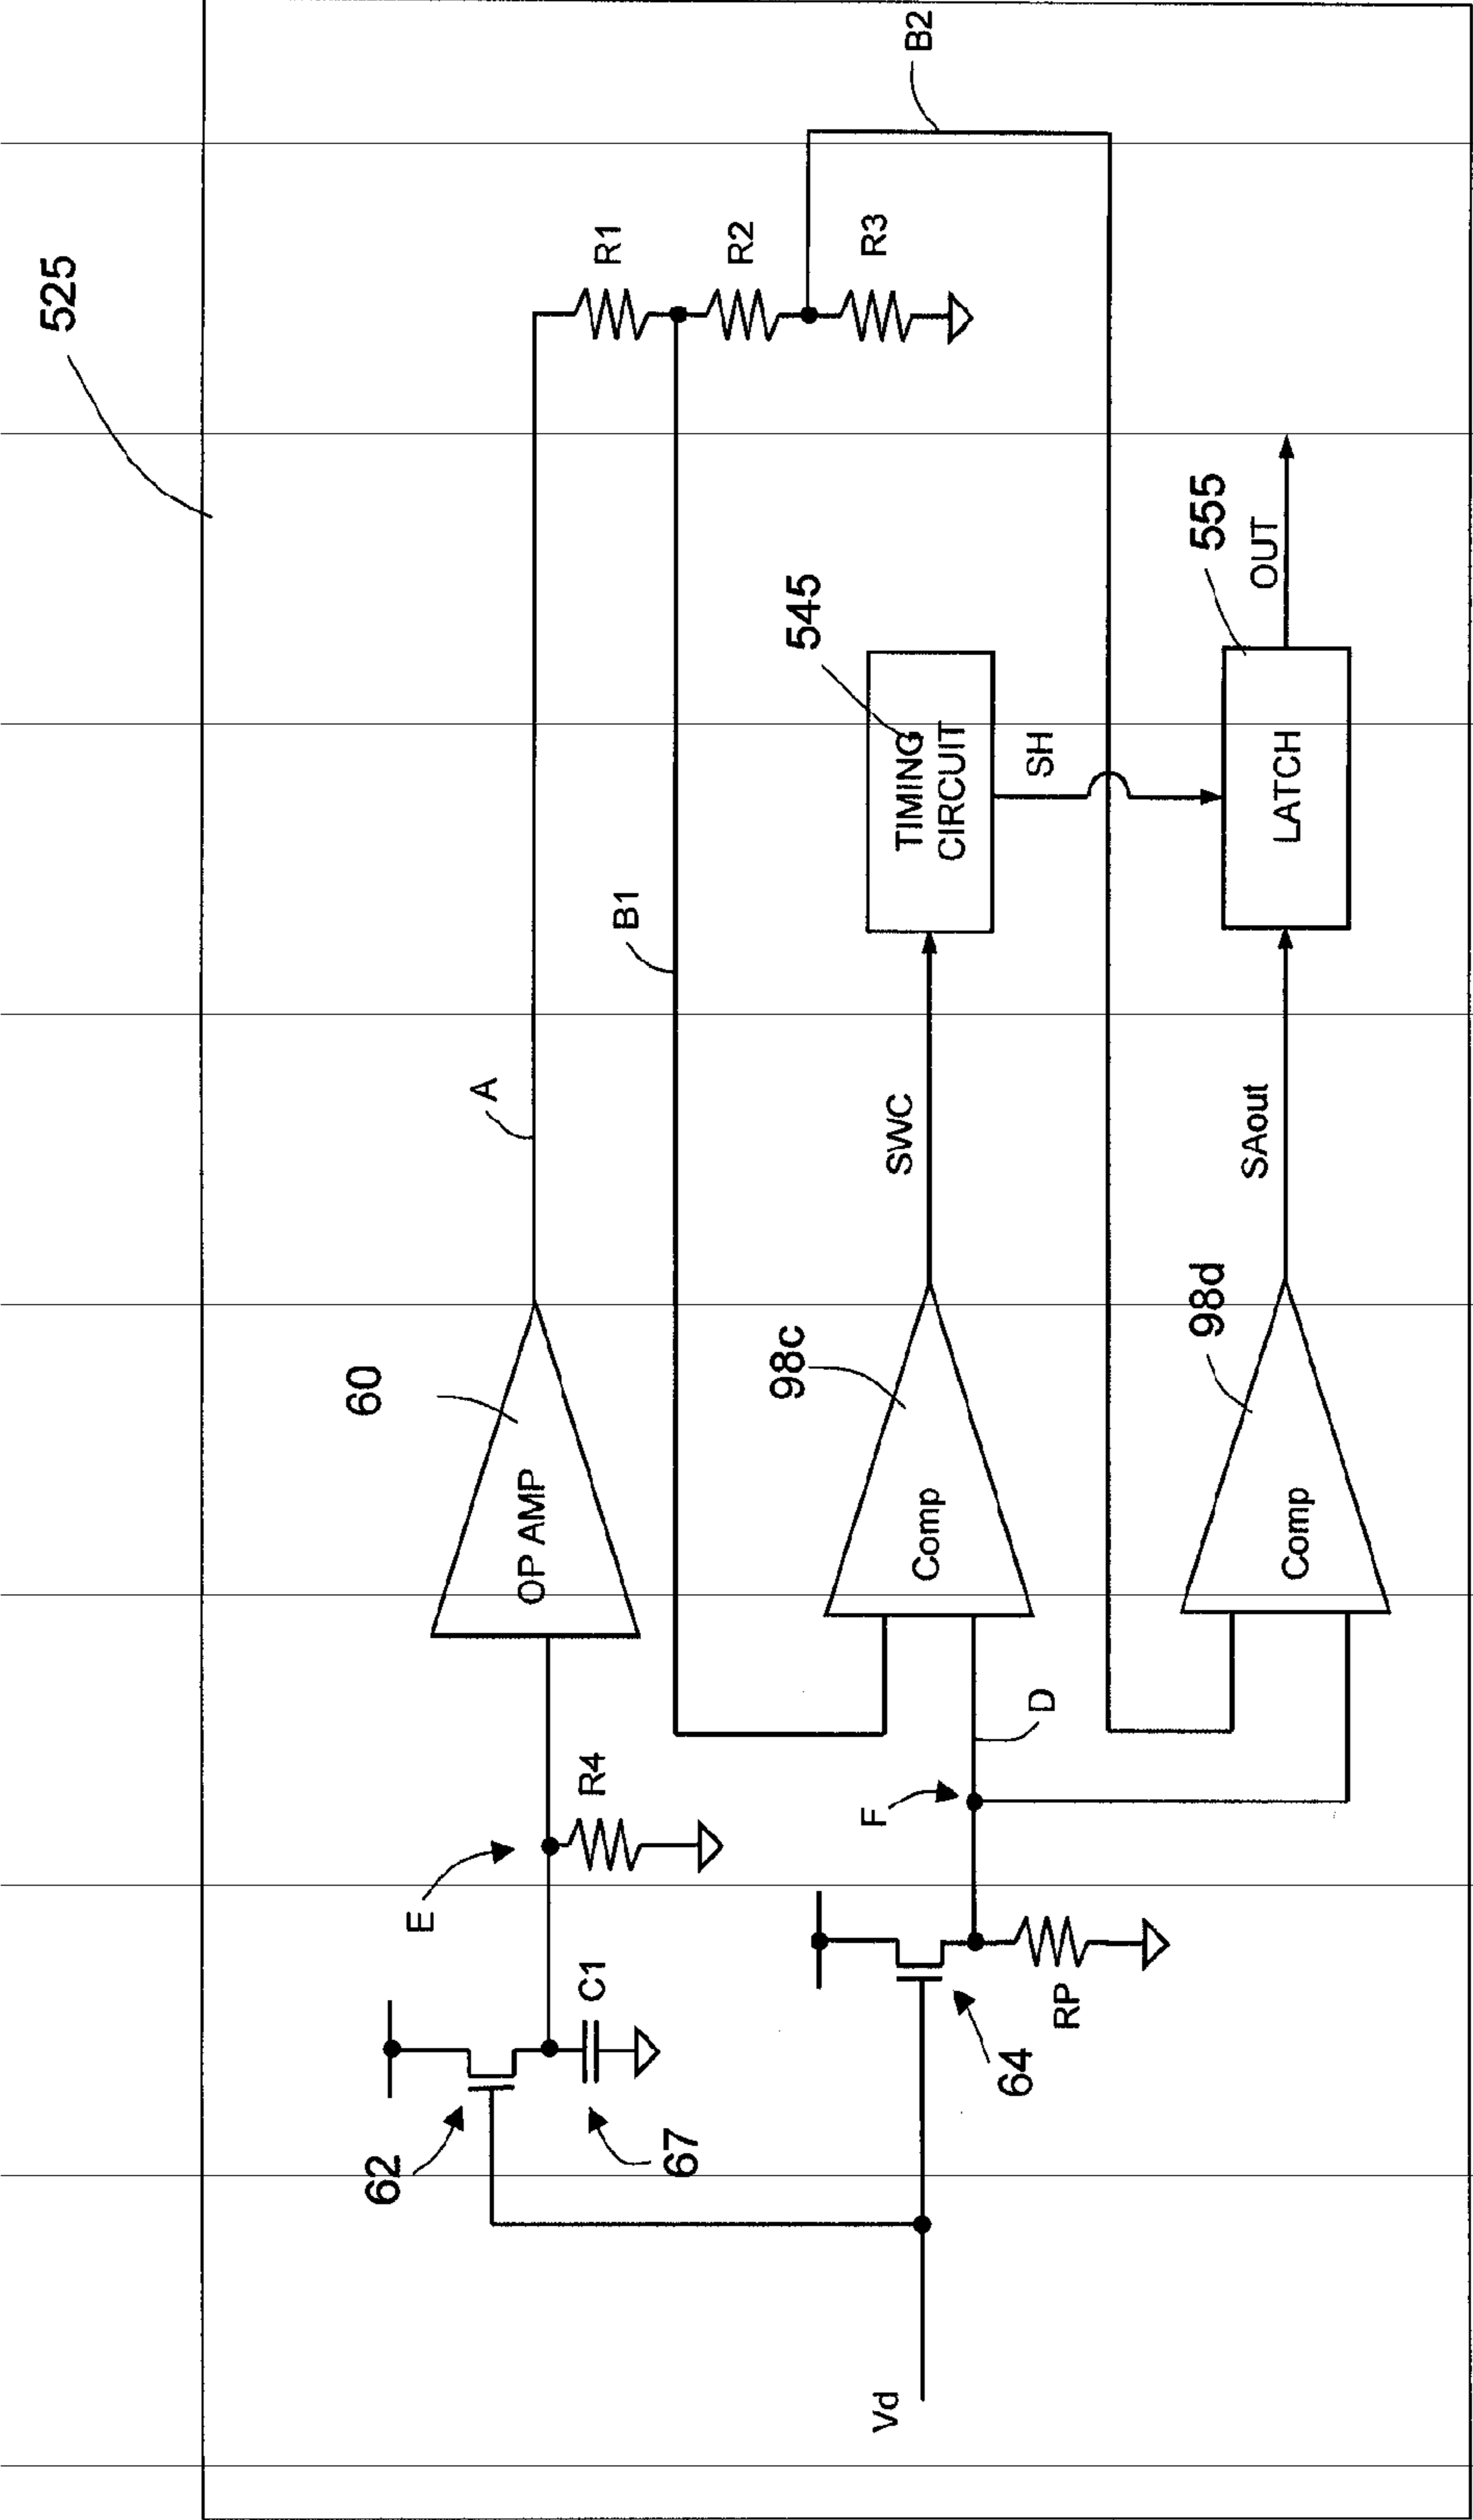 525
A
B1
B2
R1
R2
R3
60
OP AMP
E
R4
62
C1
67
98c
Comp
SWC
545
TIMING
CIRCUIT
SH
F
D
64
RP
Vd
98d
Comp
SAout
555
LATCH
OUT